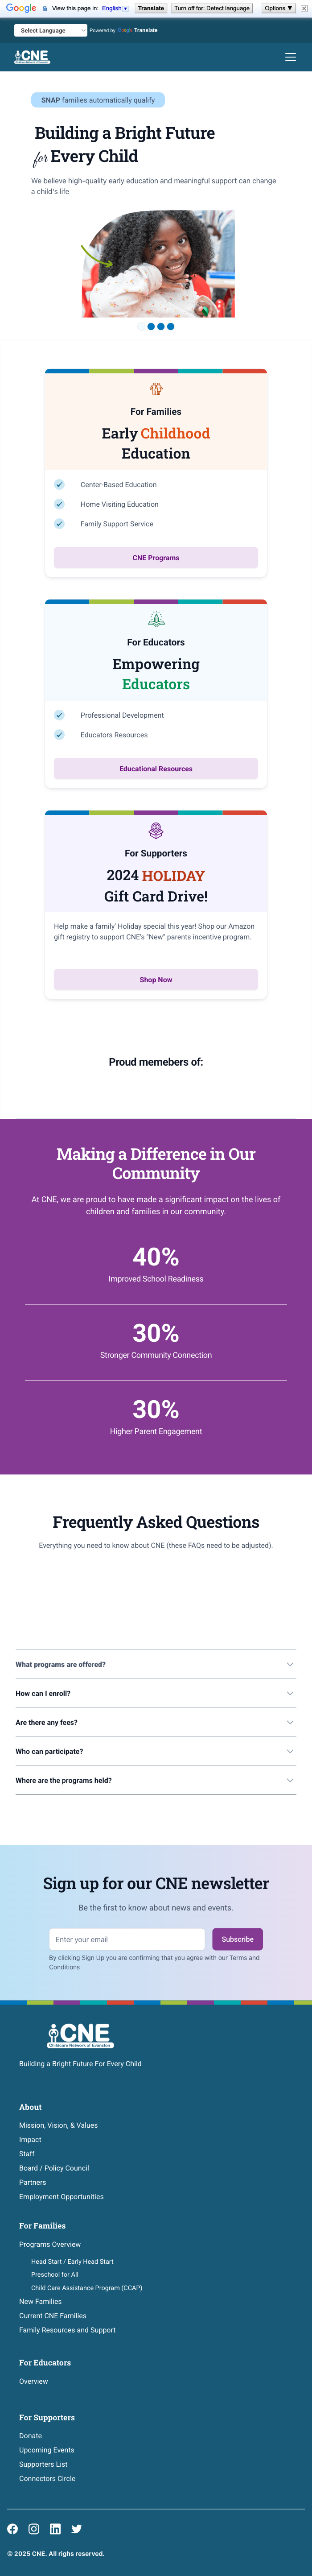 Google View this page in: English Translate Turn off for: Detect language Options ▼
Select Language Powered by Google Translate
CNE
SNAP families automatically qualify
Building a Bright Future
for Every Child
We believe high-quality early education and meaningful support can change
a child's life
For Families
Early Childhood
Education
Center-Based Education
Home Visiting Education
Family Support Service
CNE Programs
For Educators
Empowering
Educators
Professional Development
Educators Resources
Educational Resources
For Supporters
2024 HOLIDAY
Gift Card Drive!
Help make a family' Holiday special this year! Shop our Amazon
gift registry to support CNE's "New" parents incentive program.
Shop Now
Proud memebers of:
Making a Difference in Our
Community
At CNE, we are proud to have made a significant impact on the lives of
children and families in our community.
40%
Improved School Readiness
30%
Stronger Community Connection
30%
Higher Parent Engagement
Frequently Asked Questions
Everything you need to know about CNE (these FAQs need to be adjusted).
What programs are offered?
How can I enroll?
Are there any fees?
Who can participate?
Where are the programs held?
Sign up for our CNE newsletter
Be the first to know about news and events.
Enter your email Subscribe
By clicking Sign Up you are confirming that you agree with our Terms and
Conditions
CNE
Childcare Network of Evanston
Building a Bright Future For Every Child
About
Mission, Vision, & Values
Impact
Staff
Board / Policy Council
Partners
Employment Opportunities
For Families
Programs Overview
Head Start / Early Head Start
Preschool for All
Child Care Assistance Program (CCAP)
New Families
Current CNE Families
Family Resources and Support
For Educators
Overview
For Supporters
Donate
Upcoming Events
Supporters List
Connectors Circle
© 2025 CNE. All righs reserved.